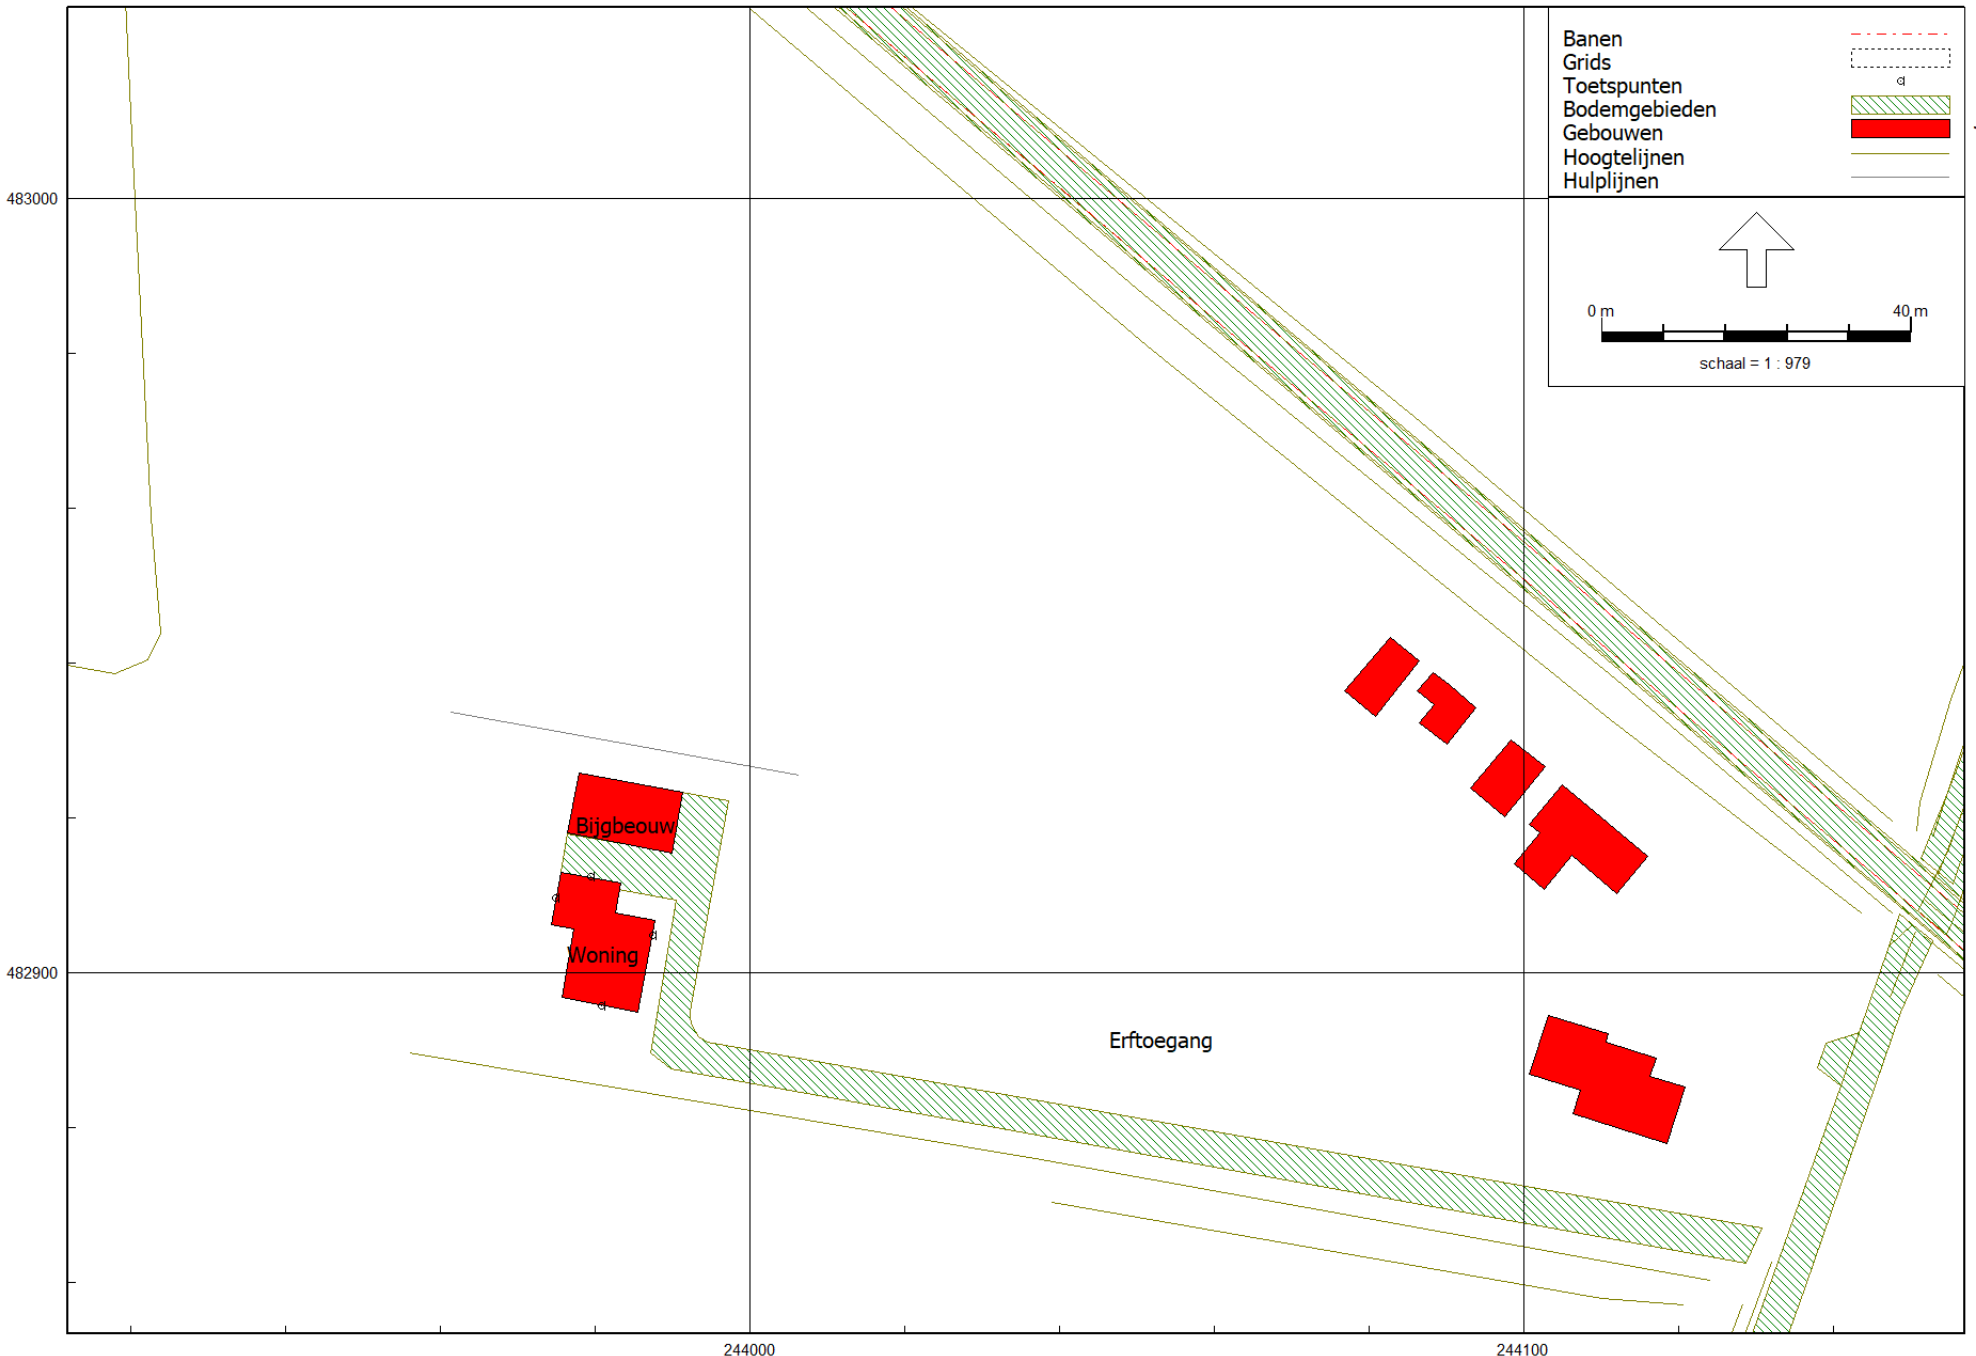 Banen
Grids
Toetspunten
Bodemgebieden
Gebouwen
Hoogtelijnen
Hulplijnen
483000
0 m 40 m
schaal = 1 : 979
Bijgbeouw
Woning
482900
Erftoegang
244000 244100